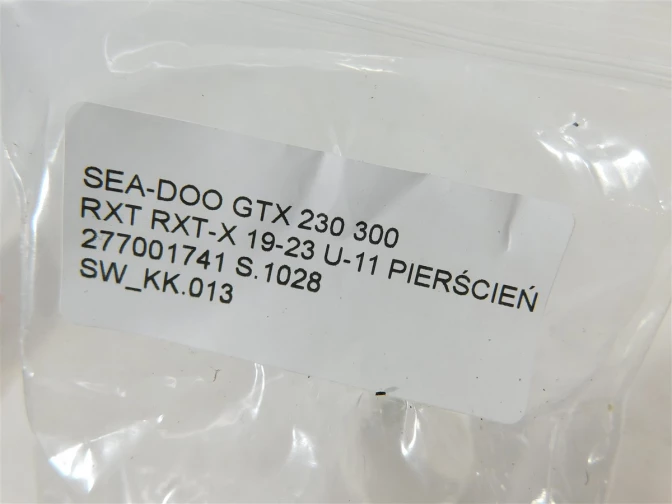 SEA-DOO GTX 230 300
RXT RXT-X 19-23 U-11 PIERŚCIEŃ
277001741 S.1028
SW_KK.013